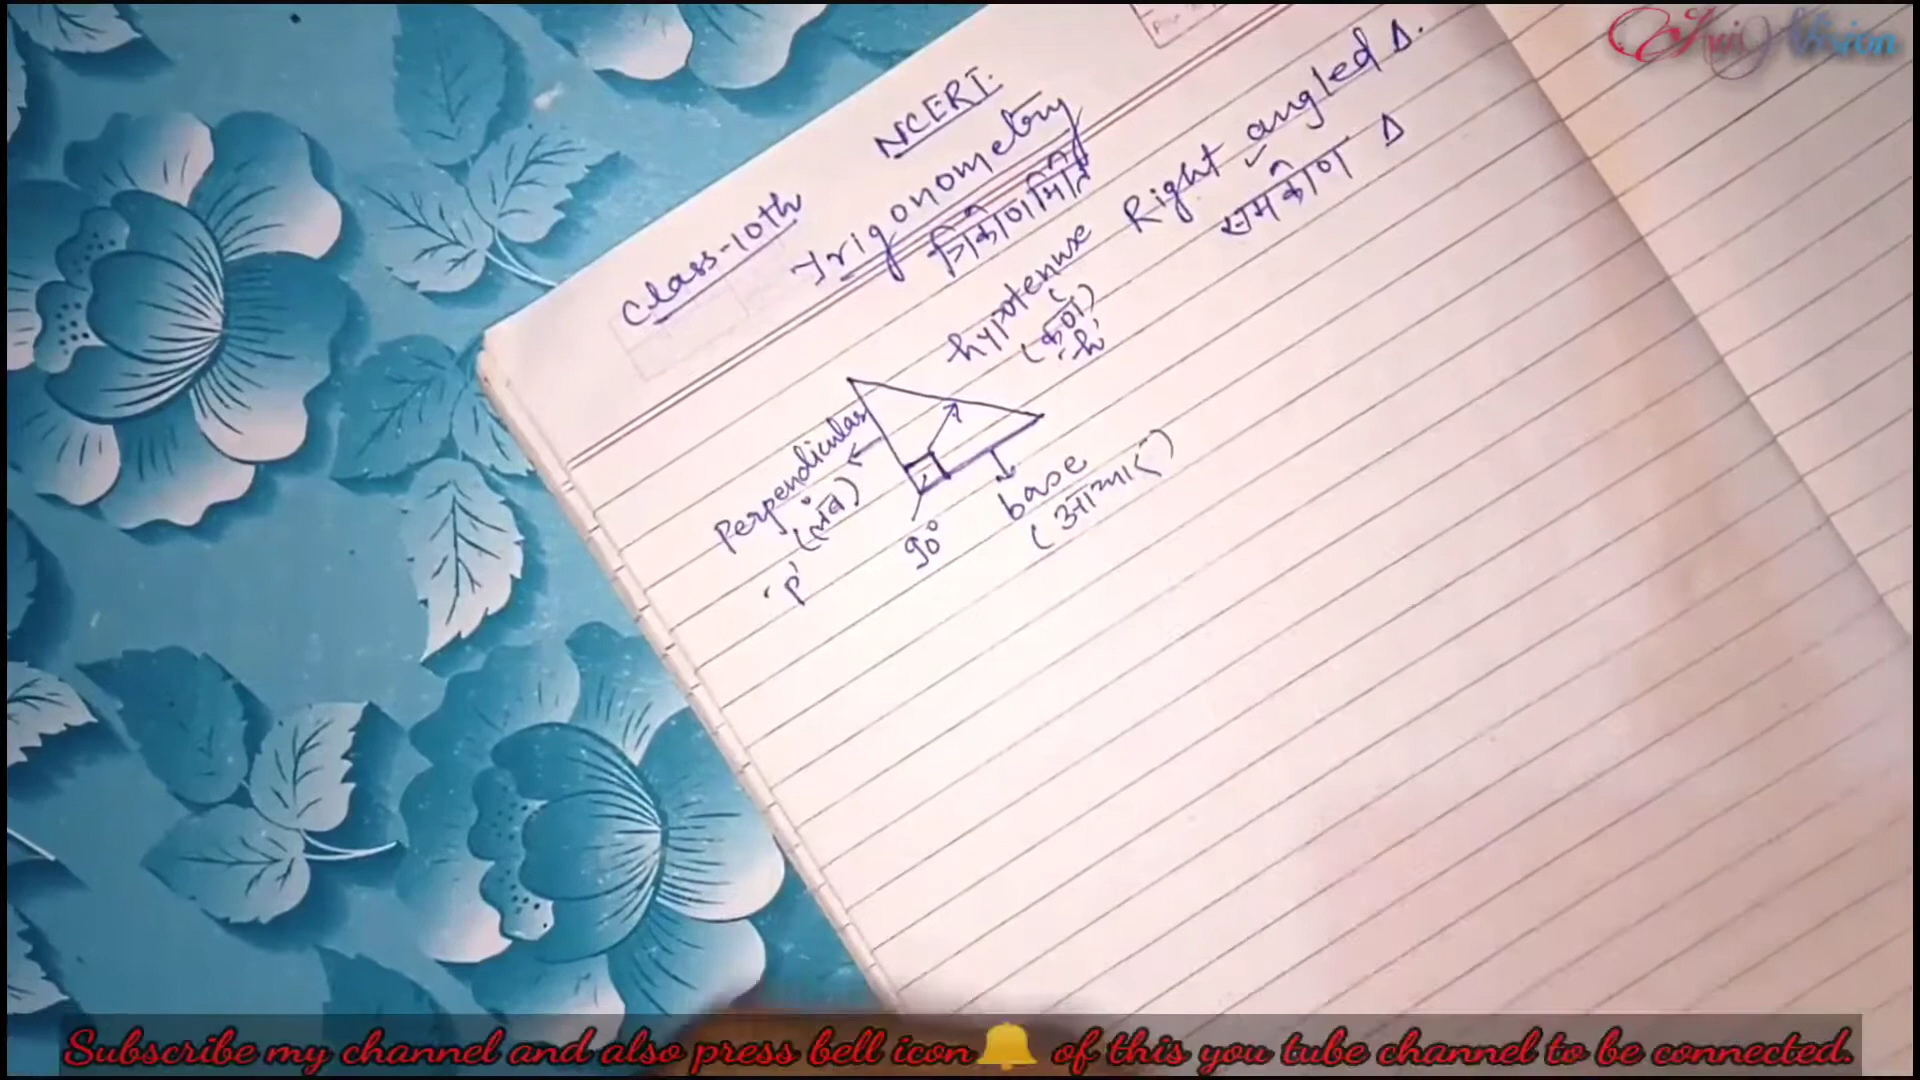 Class-10th
NCERT.
Trigonometry
त्रिकोणमिति
Right angled Δ.
समकोण Δ
hypotenuse
(कर्ण)
'h'
Perpendicular
(लंब)
'p'
90°
base
(आधार)
Subscribe my channel and also press bell icon🔔 of this you tube channel to be connected.